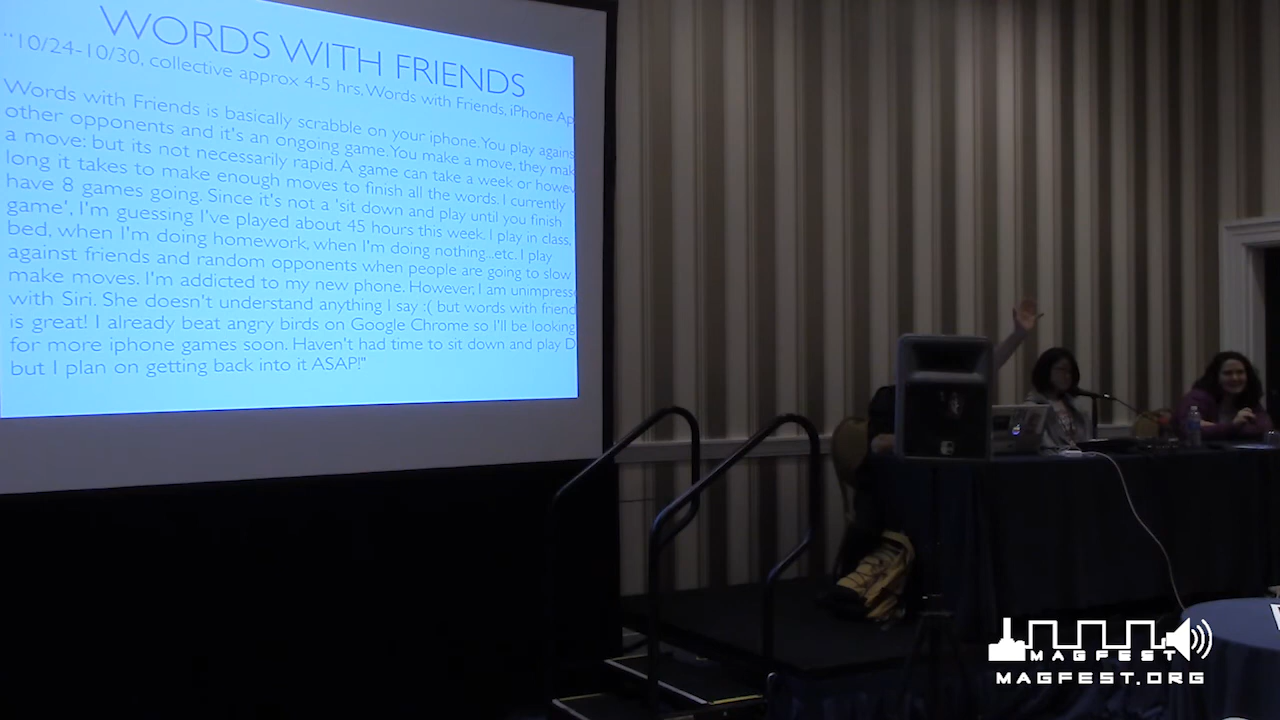 WORDS WITH FRIENDS
"10/24-10/30, collective approx 4-5 hrs, Words with Friends, iPhone Ap
Words with Friends is basically scrabble on your iphone. You play agains
other opponents and it's an ongoing game. You make a move, they mak
a move: but its not necessarily rapid. A game can take a week or howev
long it takes to make enough moves to finish all the words. I currently
have 8 games going. Since it's not a 'sit down and play until you finish
game', I'm guessing I've played about 45 hours this week. I play in class,
bed, when I'm doing homework, when I'm doing nothing...etc. I play
against friends and random opponents when people are going to slow
make moves. I'm addicted to my new phone. However, I am unimpress
with Siri. She doesn't understand anything I say :( but words with friend
is great! I already beat angry birds on Google Chrome so I'll be looking
for more iphone games soon. Haven't had time to sit down and play D
but I plan on getting back into it ASAP!"
MAGFEST
MAGFEST.ORG